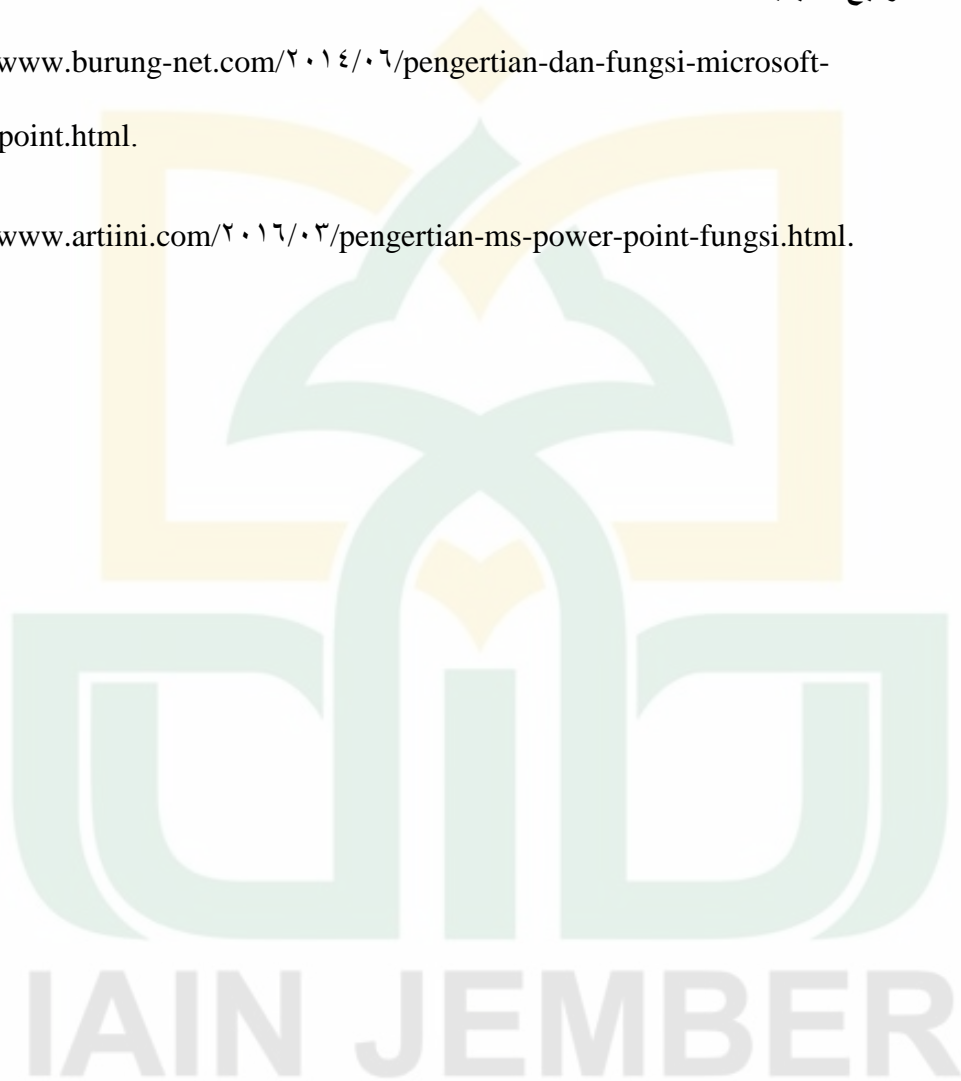 www.burung-net.com/٢٠١٤/٠٦/pengertian-dan-fungsi-microsoft-
point.html.
www.artiini.com/٢٠١٦/٠٣/pengertian-ms-power-point-fungsi.html.
IAIN JEMBER